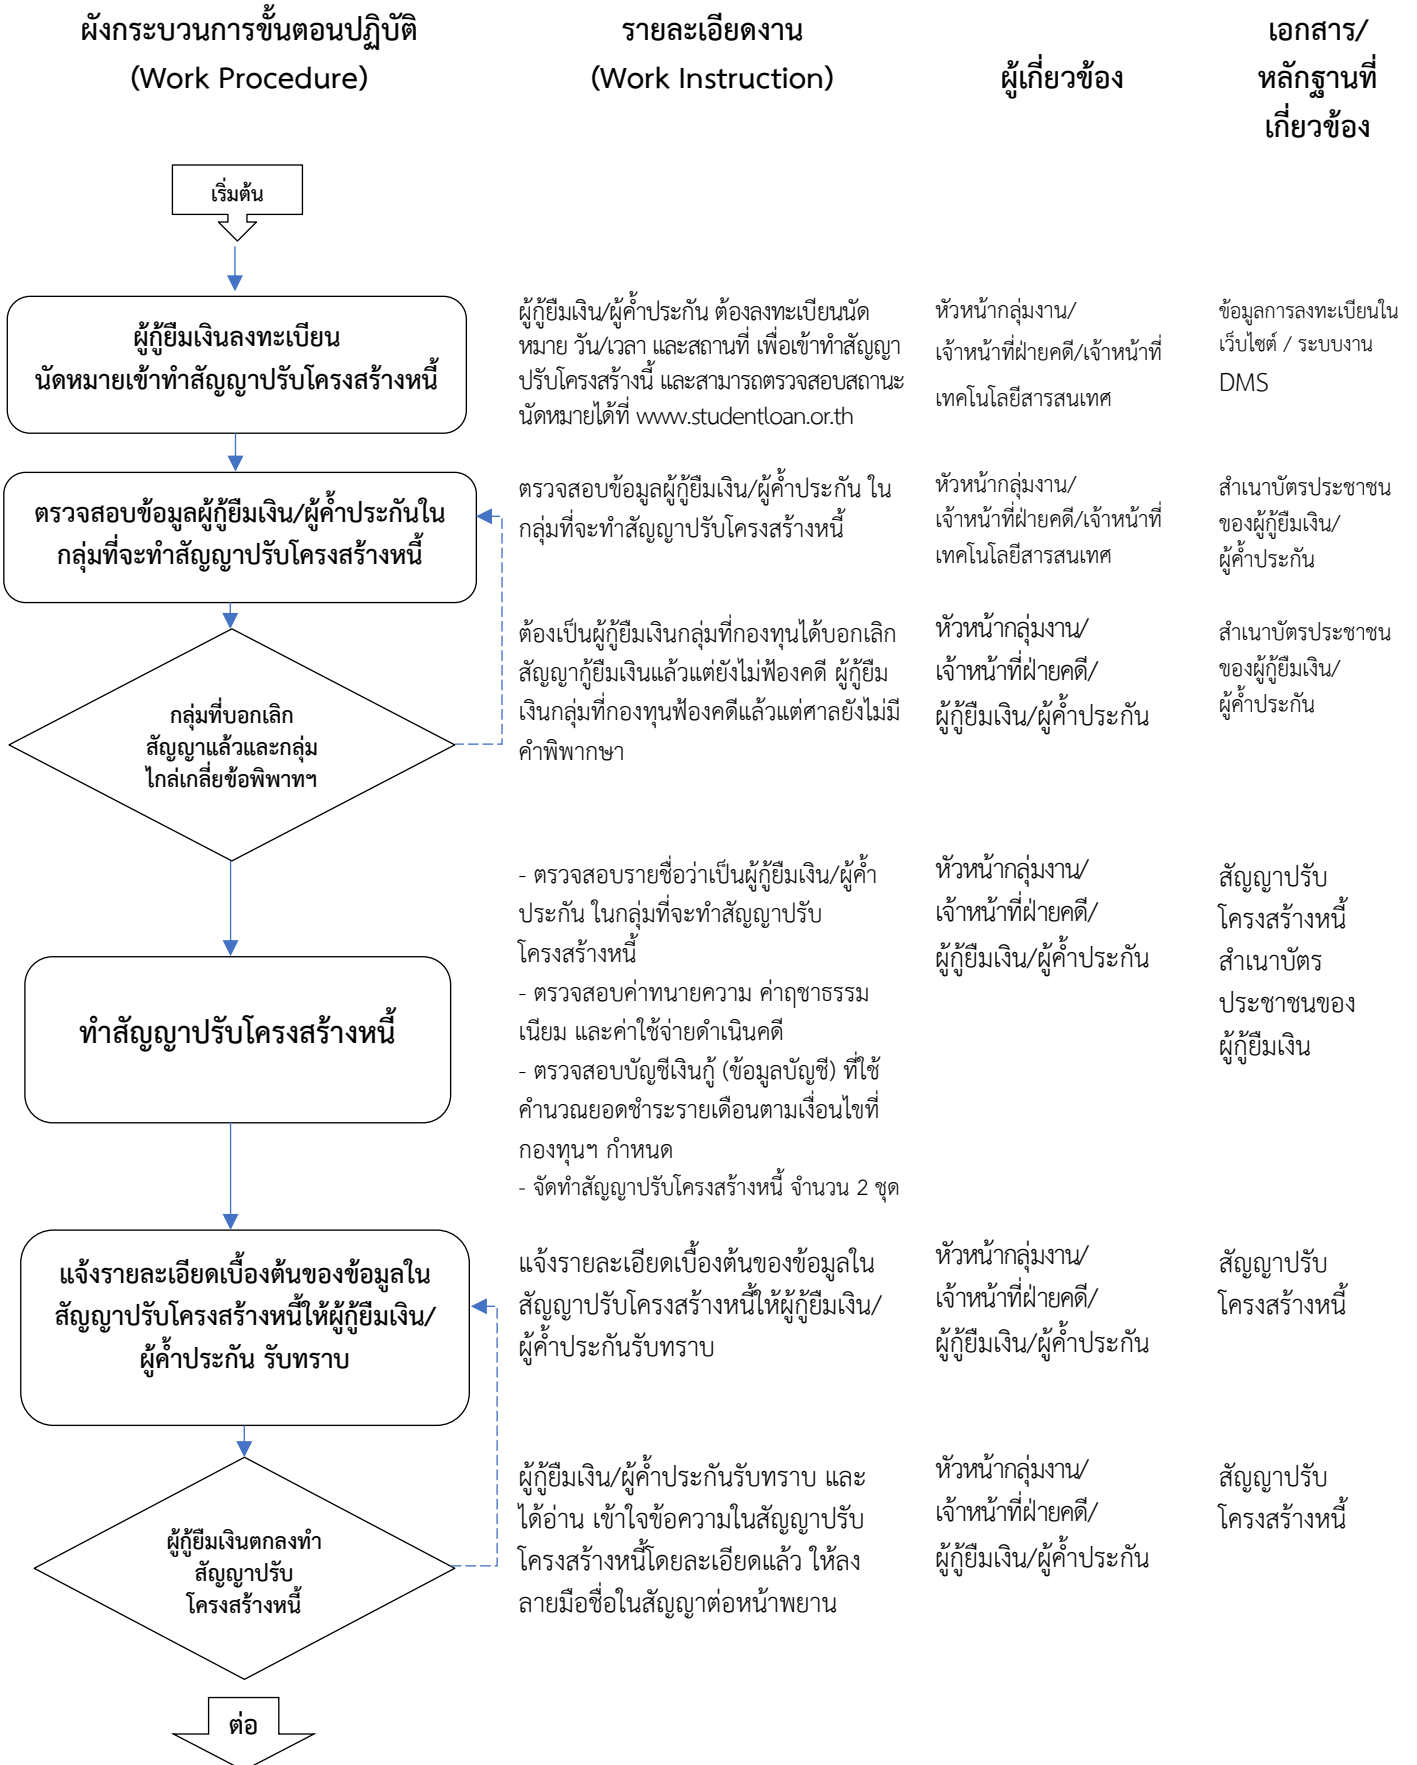 ผังกระบวนการขั้นตอนปฏิบัติ
(Work Procedure)
รายละเอียดงาน
(Work Instruction)
ผู้เกี่ยวข้อง
เอกสาร/
หลักฐานที่
เกี่ยวข้อง
เริ่มต้น
ผู้กู้ยืมเงินลงทะเบียน
นัดหมายเข้าทำสัญญาปรับโครงสร้างหนี้
ผู้กู้ยืมเงิน/ผู้ค้ำประกัน ต้องลงทะเบียนนัด
หมาย วัน/เวลา และสถานที่ เพื่อเข้าทำสัญญา
ปรับโครงสร้างนี้ และสามารถตรวจสอบสถานะ
นัดหมายได้ที่ www.studentloan.or.th
หัวหน้ากลุ่มงาน/
เจ้าหน้าที่ฝ่ายคดี/เจ้าหน้าที่
เทคโนโลยีสารสนเทศ
ข้อมูลการลงทะเบียนใน
เว็บไซต์ / ระบบงาน
DMS
ตรวจสอบข้อมูลผู้กู้ยืมเงิน/ผู้ค้ำประกันใน
กลุ่มที่จะทำสัญญาปรับโครงสร้างหนี้
ตรวจสอบข้อมูลผู้กู้ยืมเงิน/ผู้ค้ำประกัน ใน
กลุ่มที่จะทำสัญญาปรับโครงสร้างหนี้
หัวหน้ากลุ่มงาน/
เจ้าหน้าที่ฝ่ายคดี/เจ้าหน้าที่
เทคโนโลยีสารสนเทศ
สำเนาบัตรประชาชน
ของผู้กู้ยืมเงิน/
ผู้ค้ำประกัน
กลุ่มที่บอกเลิก
สัญญาแล้วและกลุ่ม
ไกล่เกลี่ยข้อพิพาทฯ
ต้องเป็นผู้กู้ยืมเงินกลุ่มที่กองทุนได้บอกเลิก
สัญญากู้ยืมเงินแล้วแต่ยังไม่ฟ้องคดี ผู้กู้ยืม
เงินกลุ่มที่กองทุนฟ้องคดีแล้วแต่ศาลยังไม่มี
คำพิพากษา
หัวหน้ากลุ่มงาน/
เจ้าหน้าที่ฝ่ายคดี/
ผู้กู้ยืมเงิน/ผู้ค้ำประกัน
สำเนาบัตรประชาชน
ของผู้กู้ยืมเงิน/
ผู้ค้ำประกัน
ทำสัญญาปรับโครงสร้างหนี้
- ตรวจสอบรายชื่อว่าเป็นผู้กู้ยืมเงิน/ผู้ค้ำ
ประกัน ในกลุ่มที่จะทำสัญญาปรับ
โครงสร้างหนี้
- ตรวจสอบค่าทนายความ ค่าฤชาธรรม
เนียม และค่าใช้จ่ายดำเนินคดี
- ตรวจสอบบัญชีเงินกู้ (ข้อมูลบัญชี) ที่ใช้
คำนวณยอดชำระรายเดือนตามเงื่อนไขที่
กองทุนฯ กำหนด
- จัดทำสัญญาปรับโครงสร้างหนี้ จำนวน 2 ชุด
หัวหน้ากลุ่มงาน/
เจ้าหน้าที่ฝ่ายคดี/
ผู้กู้ยืมเงิน/ผู้ค้ำประกัน
สัญญาปรับ
โครงสร้างหนี้
สำเนาบัตร
ประชาชนของ
ผู้กู้ยืมเงิน
แจ้งรายละเอียดเบื้องต้นของข้อมูลใน
สัญญาปรับโครงสร้างหนี้ให้ผู้กู้ยืมเงิน/
ผู้ค้ำประกัน รับทราบ
แจ้งรายละเอียดเบื้องต้นของข้อมูลใน
สัญญาปรับโครงสร้างหนี้ให้ผู้กู้ยืมเงิน/
ผู้ค้ำประกันรับทราบ
หัวหน้ากลุ่มงาน/
เจ้าหน้าที่ฝ่ายคดี/
ผู้กู้ยืมเงิน/ผู้ค้ำประกัน
สัญญาปรับ
โครงสร้างหนี้
ผู้กู้ยืมเงินตกลงทำ
สัญญาปรับ
โครงสร้างหนี้
ผู้กู้ยืมเงิน/ผู้ค้ำประกันรับทราบ และ
ได้อ่าน เข้าใจข้อความในสัญญาปรับ
โครงสร้างหนี้โดยละเอียดแล้ว ให้ลง
ลายมือชื่อในสัญญาต่อหน้าพยาน
หัวหน้ากลุ่มงาน/
เจ้าหน้าที่ฝ่ายคดี/
ผู้กู้ยืมเงิน/ผู้ค้ำประกัน
สัญญาปรับ
โครงสร้างหนี้
ต่อ